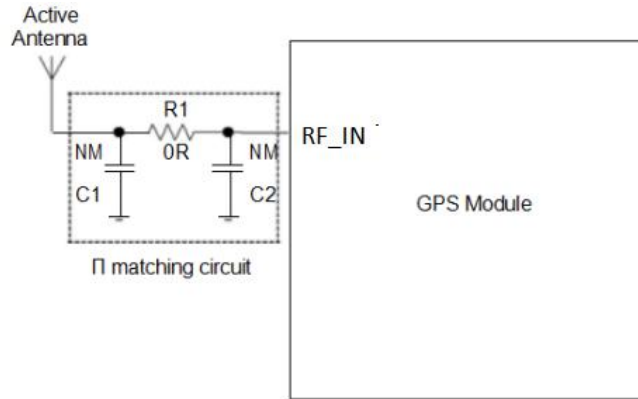 Active
Antenna
R1
0R
NM
NM
C1
C2
RF_IN
GPS Module
Π matching circuit